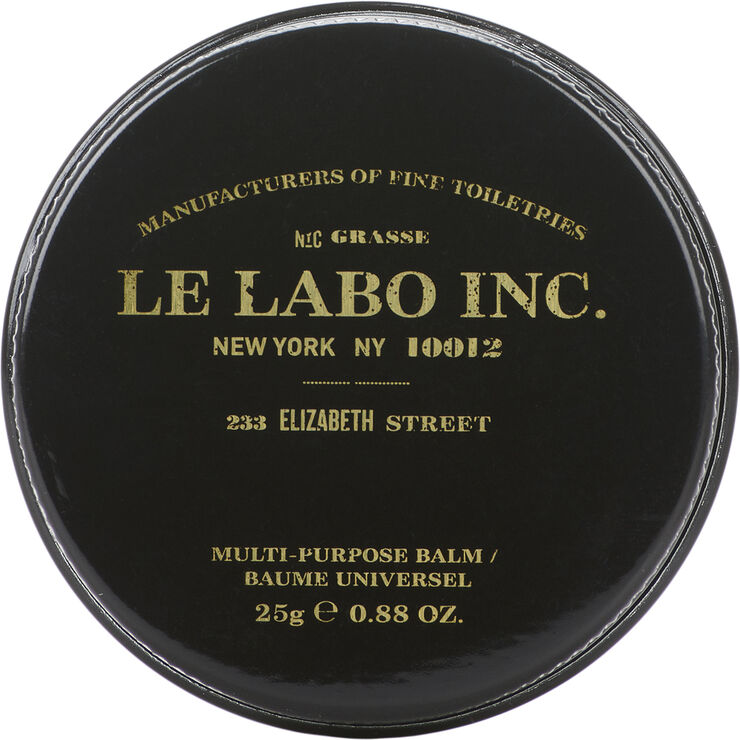 MANUFACTURERS OF FINE TOILETRIES
NYC GRASSE
LE LABO INC.
NEW YORK NY 10012
233 ELIZABETH STREET
MULTI-PURPOSE BALM /
BAUME UNIVERSEL
25g ℮ 0.88 OZ.